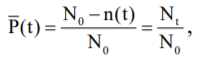 P̅(t) = (N₀ − n(t)) / N₀ = Nₜ / N₀,